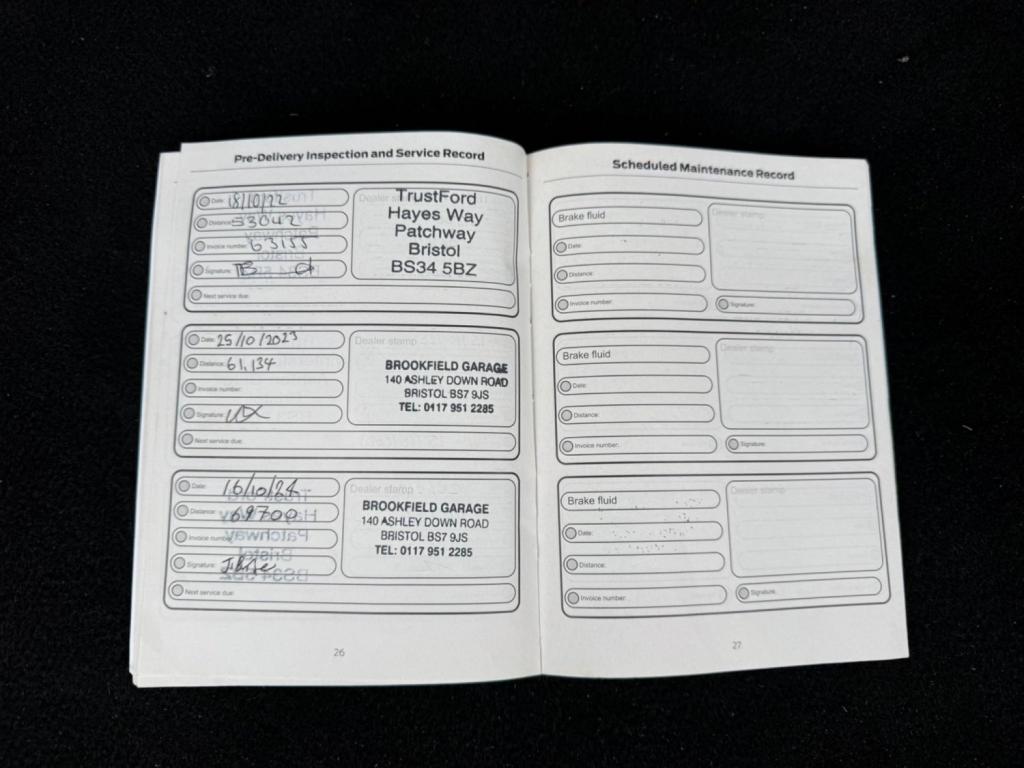 Pre-Delivery Inspection and Service Record
Date: 18/10/22
Distance: 53042
Invoice number: 63155
Signature:
Next service due:
Dealer stamp
TrustFord
Hayes Way
Patchway
Bristol
BS34 5BZ
Date: 25/10/2023
Distance: 61,134
Invoice number:
Signature:
Next service due:
Dealer stamp
BROOKFIELD GARAGE
140 ASHLEY DOWN ROAD
BRISTOL BS7 9JS
TEL: 0117 951 2285
Date: 16/10/24
Distance: 69700
Invoice number:
Signature:
Next service due:
Dealer stamp
BROOKFIELD GARAGE
140 ASHLEY DOWN ROAD
BRISTOL BS7 9JS
TEL: 0117 951 2285
26
Scheduled Maintenance Record
Brake fluid
Date:
Distance:
Invoice number:
Dealer stamp
Signature:
Brake fluid
Date:
Distance:
Invoice number:
Dealer stamp
Signature:
Brake fluid
Date:
Distance:
Invoice number:
Dealer stamp
Signature:
27